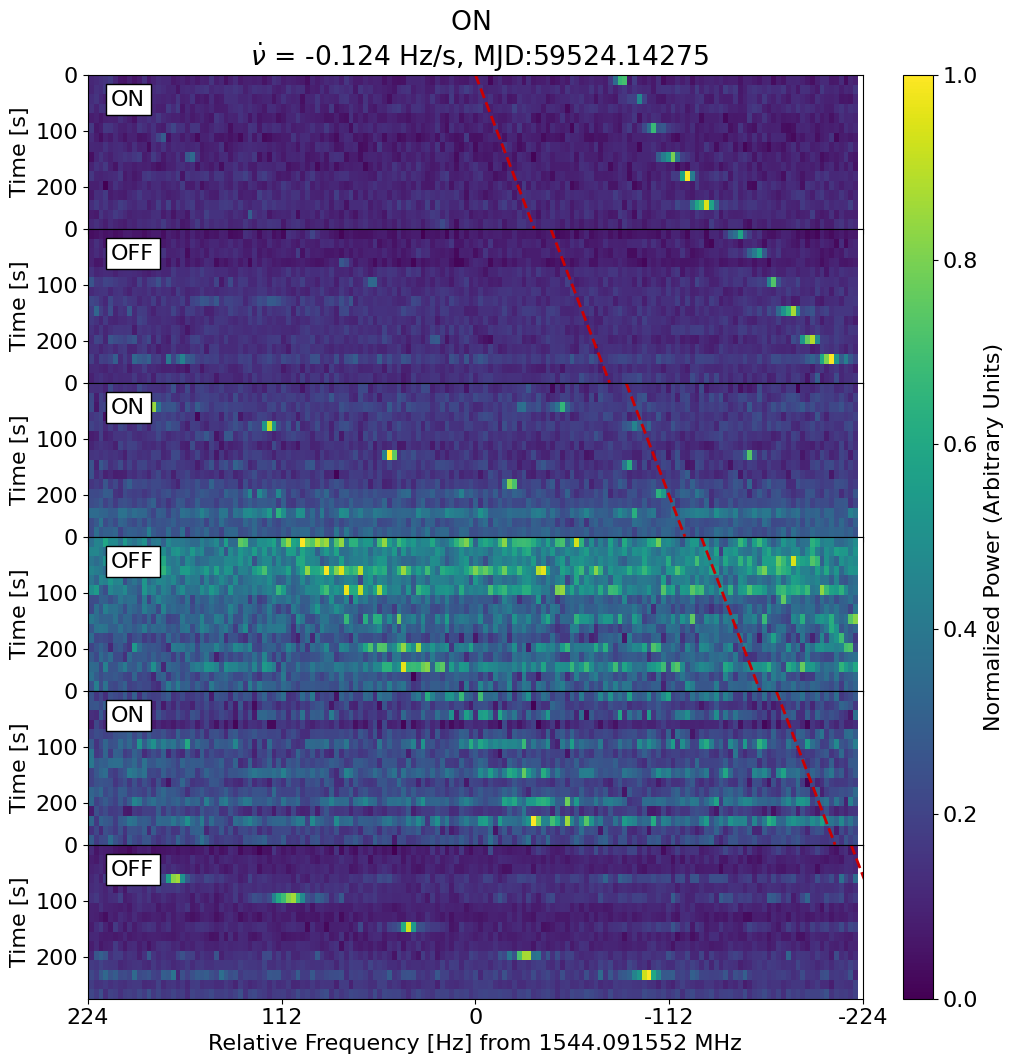 ON
ν̇ = -0.124 Hz/s, MJD:59524.14275
0
ON
100
200
Time [s]
0
OFF
100
200
Time [s]
0
ON
100
200
Time [s]
0
OFF
100
200
Time [s]
0
ON
100
200
Time [s]
0
OFF
100
200
Time [s]
224
112
0
-112
-224
Relative Frequency [Hz] from 1544.091552 MHz
1.0
0.8
0.6
0.4
0.2
0.0
Normalized Power (Arbitrary Units)